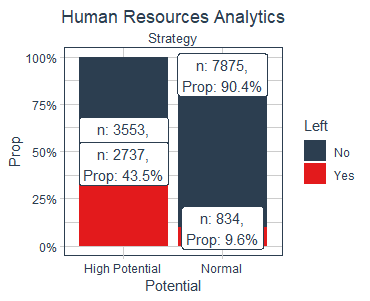 Human Resources Analytics
Strategy
100%
75%
50%
25%
0%
Prop
n: 7875,
Prop: 90.4%
n: 3553,
n: 2737,
Prop: 43.5%
n: 834,
Prop: 9.6%
High Potential
Normal
Potential
Left
No
Yes